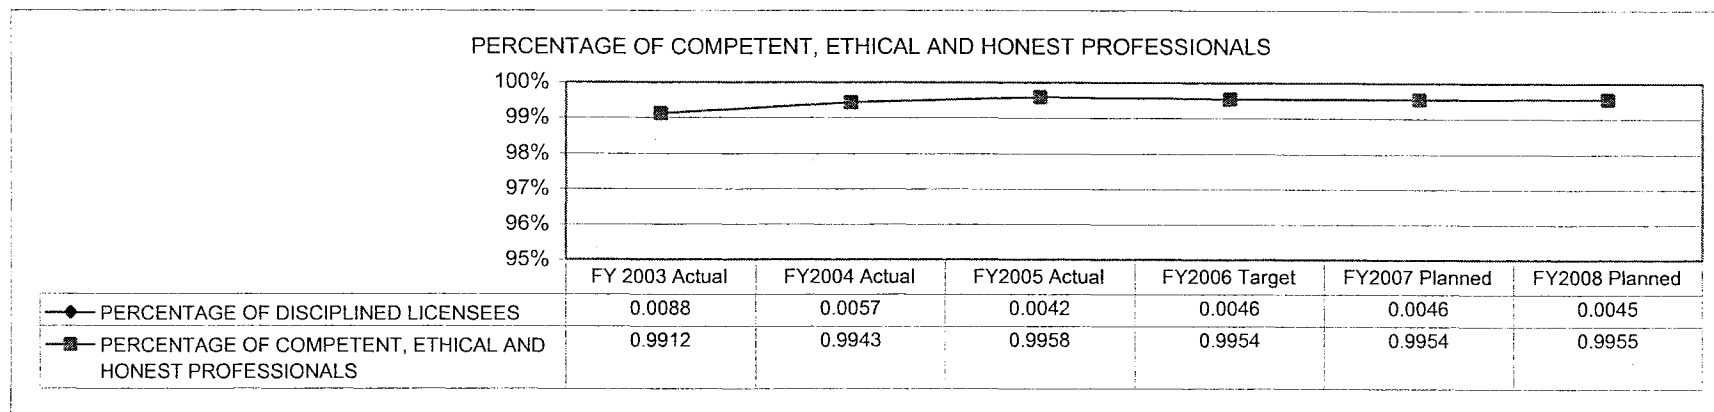 PERCENTAGE OF COMPETENT, ETHICAL AND HONEST PROFESSIONALS
100%
99%
98%
97%
96%
95%
FY 2003 Actual FY2004 Actual FY2005 Actual FY2006 Target FY2007 Planned FY2008 Planned
PERCENTAGE OF DISCIPLINED LICENSEES 0.0088 0.0057 0.0042 0.0046 0.0046 0.0045
PERCENTAGE OF COMPETENT, ETHICAL AND 0.9912 0.9943 0.9958 0.9954 0.9954 0.9955
HONEST PROFESSIONALS